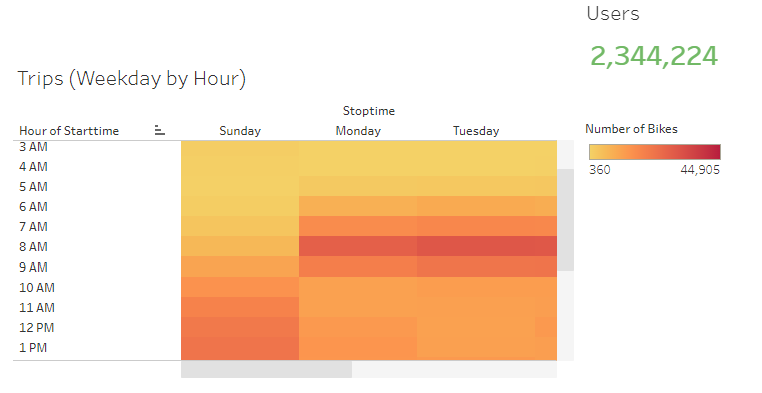 Users
2,344,224
Trips (Weekday by Hour)
Stoptime
Hour of Starttime Sunday Monday Tuesday
Number of Bikes
360 44,905
3 AM
4 AM
5 AM
6 AM
7 AM
8 AM
9 AM
10 AM
11 AM
12 PM
1 PM